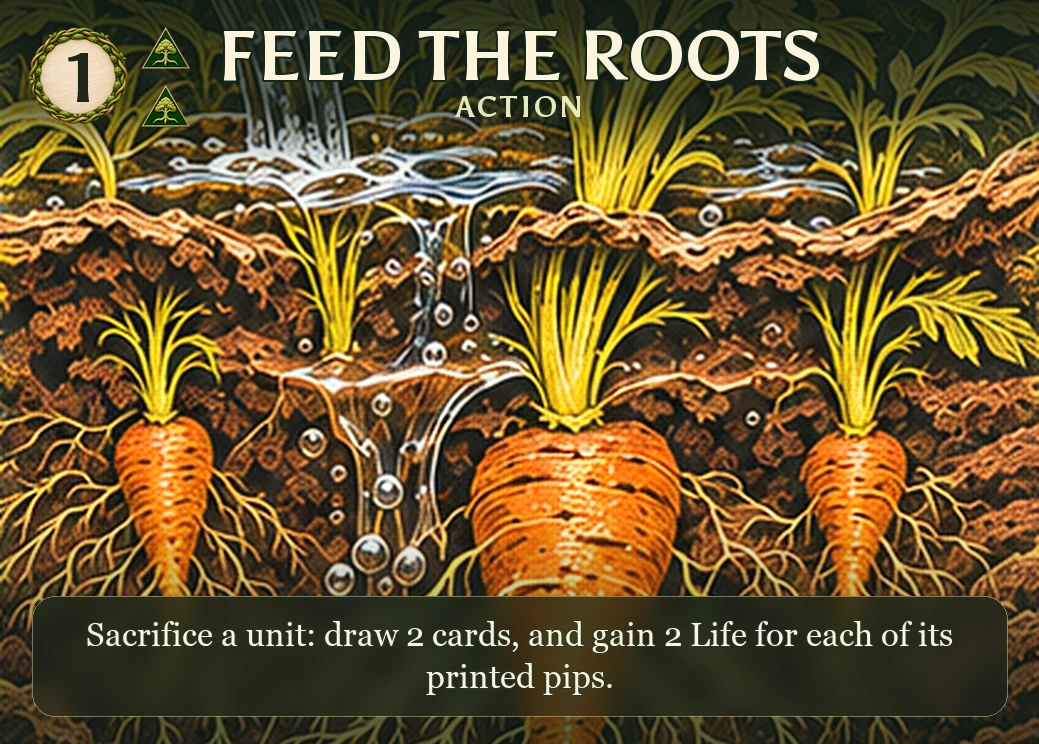 1
FEED THE ROOTS
ACTION
Sacrifice a unit: draw 2 cards, and gain 2 Life for each of its
printed pips.